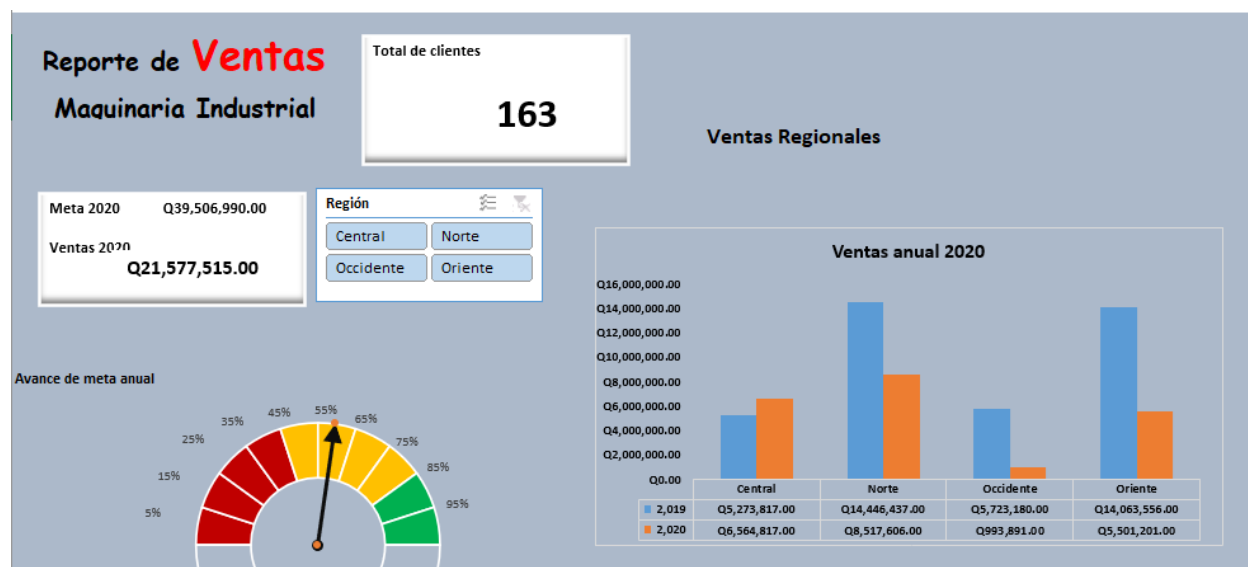 Reporte de Ventas
Maquinaria Industrial
Total de clientes
163
Ventas Regionales
Meta 2020 Q39,506,990.00
Ventas 2020
Q21,577,515.00
Región
Central Norte
Occidente Oriente
Avance de meta anual
5%
15%
25%
35%
45%
55%
65%
75%
85%
95%
Ventas anual 2020
Q16,000,000.00
Q14,000,000.00
Q12,000,000.00
Q10,000,000.00
Q8,000,000.00
Q6,000,000.00
Q4,000,000.00
Q2,000,000.00
Q0.00
Central Norte Occidente Oriente
2,019 Q5,273,817.00 Q14,446,437.00 Q5,723,180.00 Q14,063,556.00
2,020 Q6,564,817.00 Q8,517,606.00 Q993,891.00 Q5,501,201.00